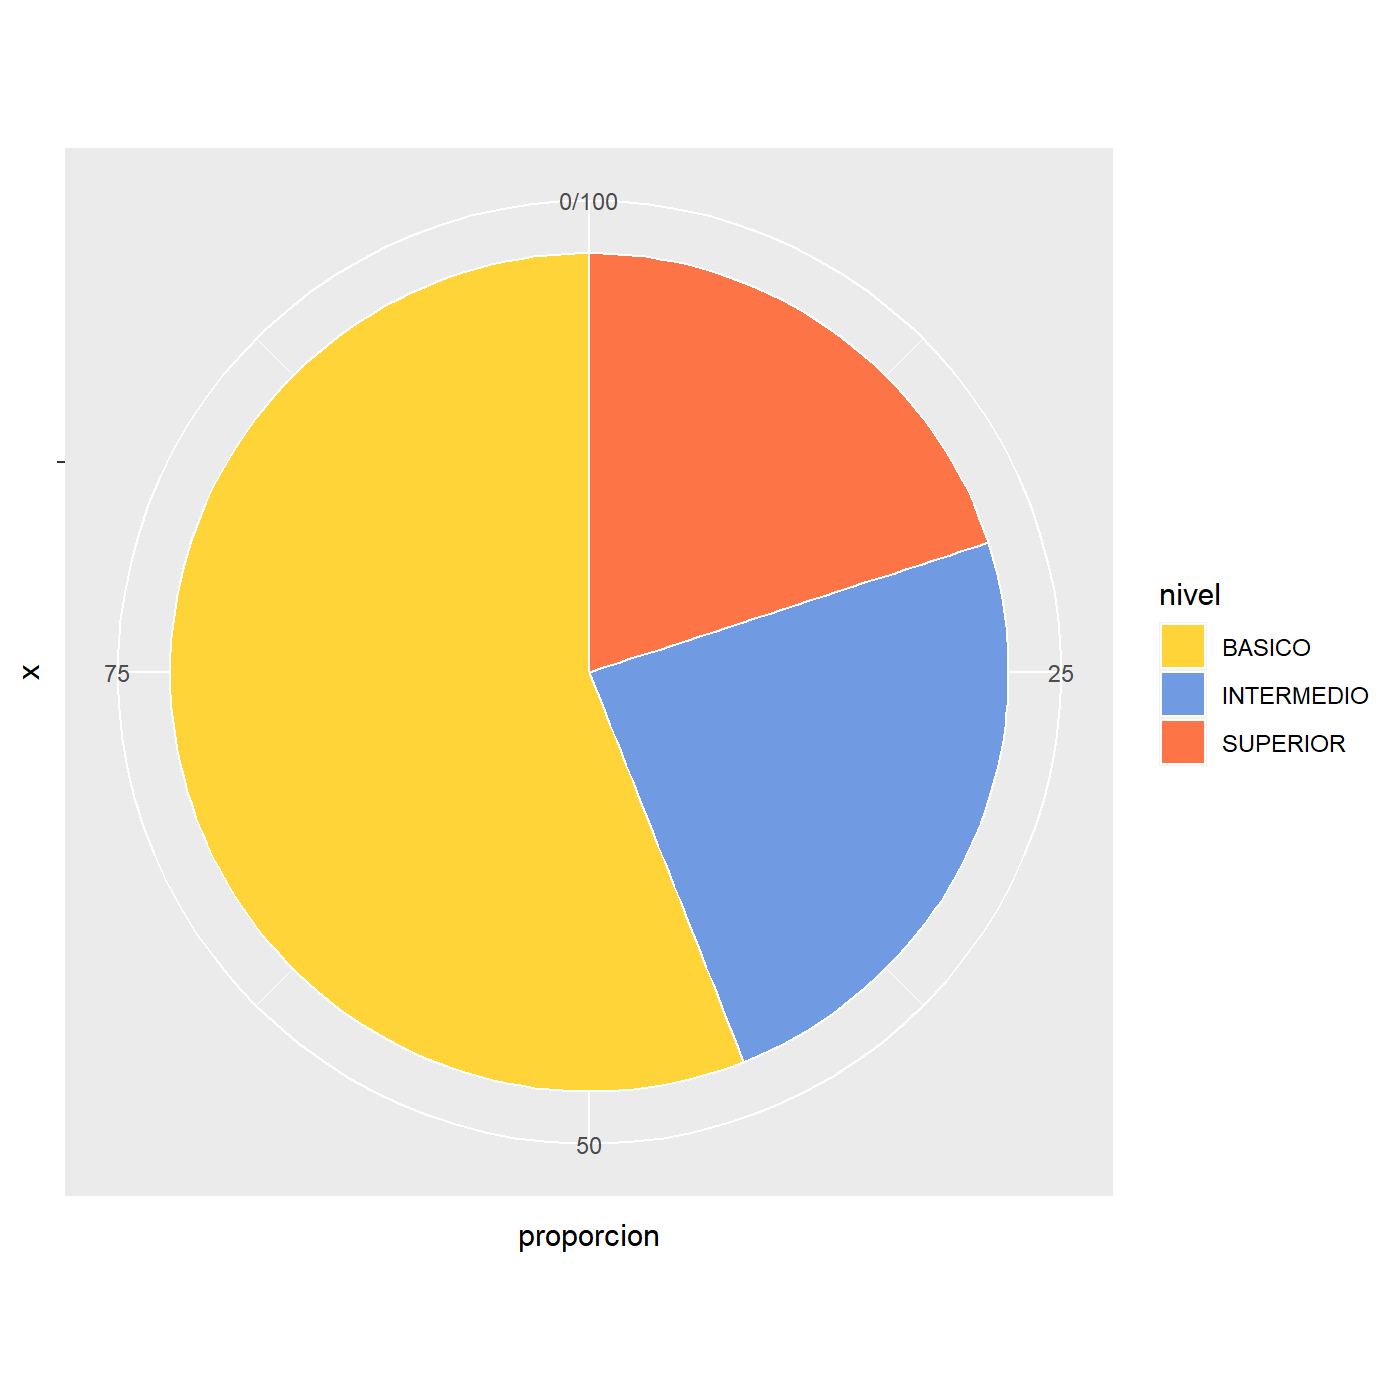 0/100
25
50
75
x
proporcion
nivel
BASICO
INTERMEDIO
SUPERIOR